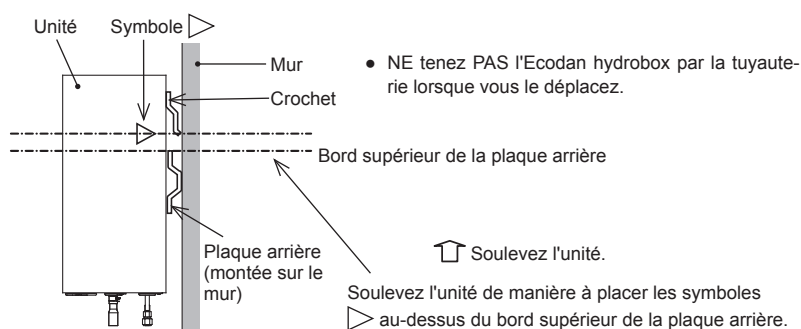 Unité
Symbole ▷
Mur
Crochet
● NE tenez PAS l'Ecodan hydrobox par la tuyaute-
rie lorsque vous le déplacez.
Bord supérieur de la plaque arrière
Plaque arrière
(montée sur le
mur)
⇧ Soulevez l'unité.
Soulevez l'unité de manière à placer les symboles
▷ au-dessus du bord supérieur de la plaque arrière.